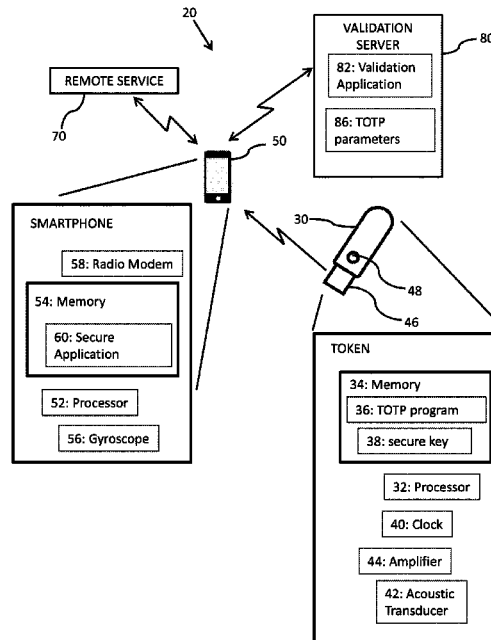 20
VALIDATION
SERVER
80
82: Validation
Application
86: TOTP
parameters
REMOTE SERVICE
70
50
30
48
46
SMARTPHONE
58: Radio Modem
54: Memory
60: Secure
Application
52: Processor
56: Gyroscope
TOKEN
34: Memory
36: TOTP program
38: secure key
32: Processor
40: Clock
44: Amplifier
42: Acoustic
Transducer